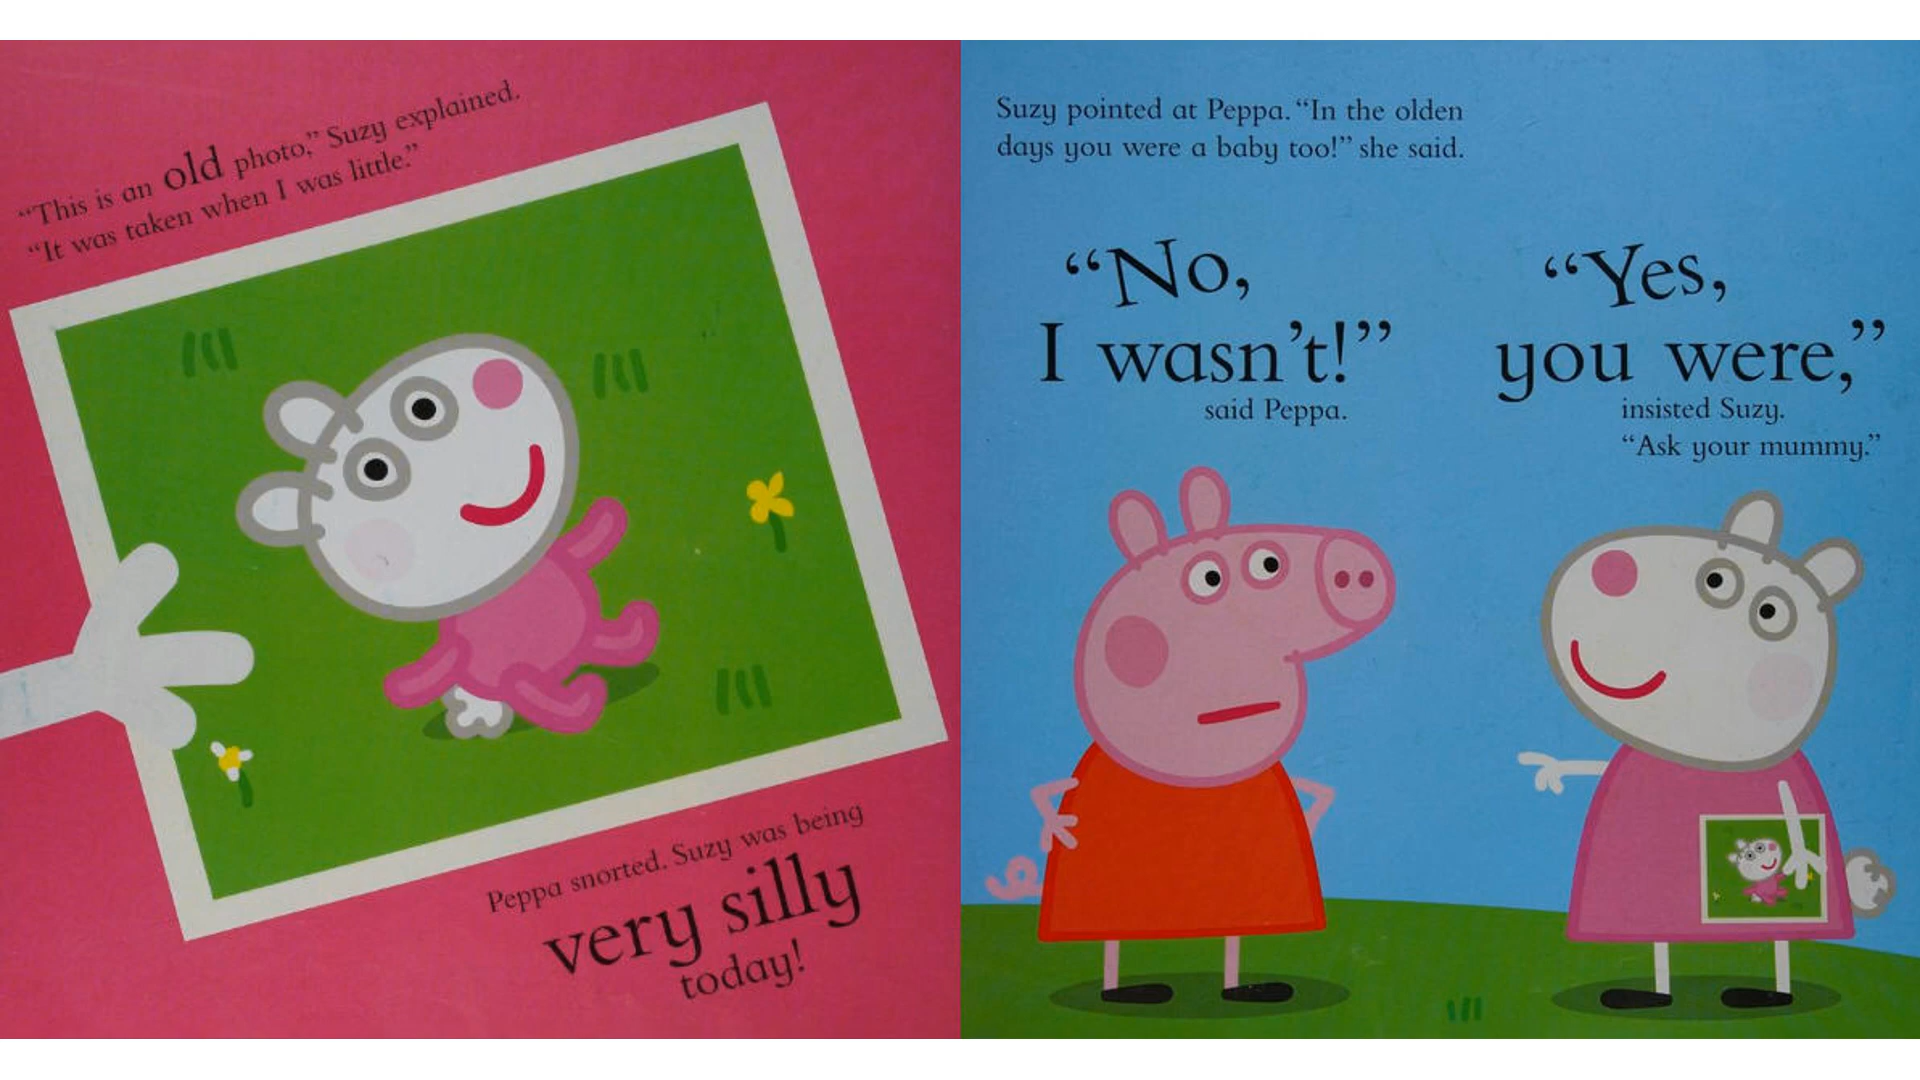 “This is an old photo,” Suzy explained.
“It was taken when I was little.”
Peppa snorted. Suzy was being
very silly
today!
Suzy pointed at Peppa. “In the olden
days you were a baby too!” she said.
“No,
I wasn’t!”
said Peppa.
“Yes,
you were,”
insisted Suzy.
“Ask your mummy.”